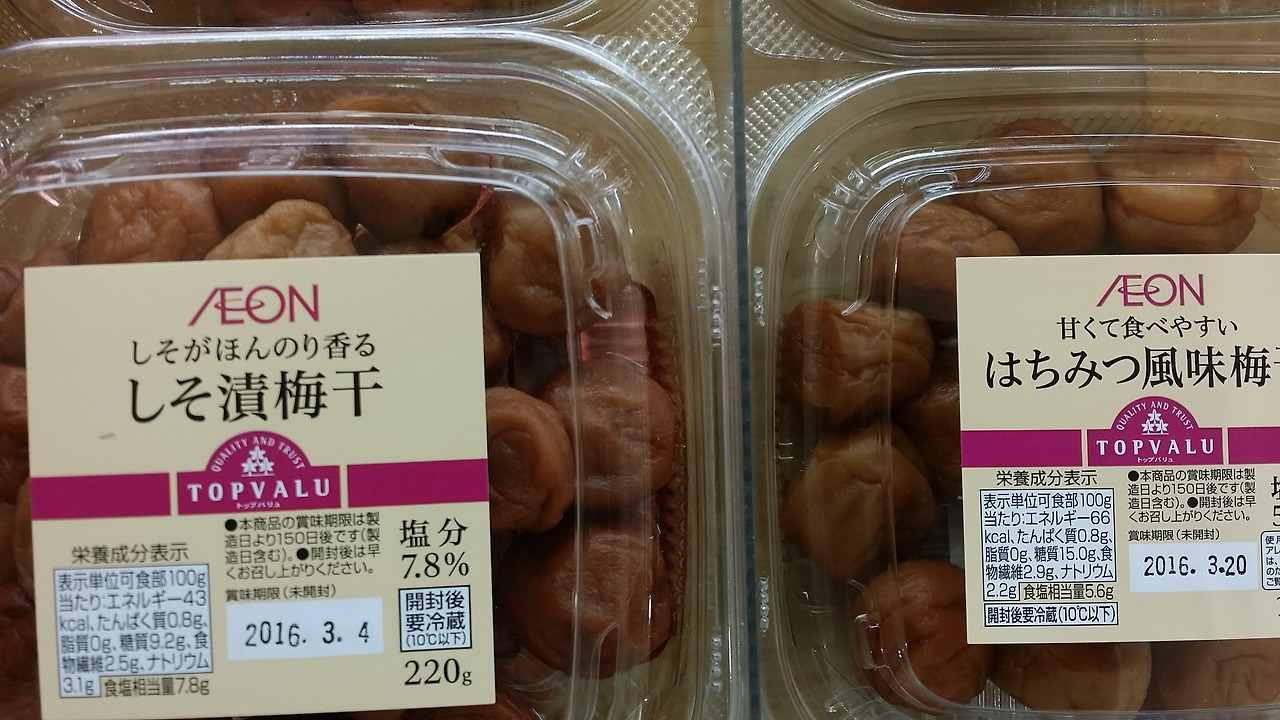 ÆON
しそがほんのり香る
しそ漬梅干
QUALITY AND TRUST
TOPVALU
トップバリュ
●本商品の賞味期限は製
造日より150日後です(製
造日含む)。●開封後は早
くお召し上がりください。
賞味期限(未開封)
2016. 3. 4
塩分
7.8%
開封後
要冷蔵
(10℃以下)
220g
栄養成分表示
表示単位可食部100g
当たり:エネルギー43
kcal、たんぱく質0.8g、
脂質0g、糖質9.2g、食
物繊維2.5g、ナトリウム
3.1g 食塩相当量7.8g
ÆON
甘くて食べやすい
はちみつ風味梅
QUALITY AND TRUST
TOPVALU
トップバリュ
栄養成分表示
表示単位可食部100g
当たり:エネルギー66
kcal、たんぱく質0.8g、
脂質0g、糖質15.0g、食
物繊維2.9g、ナトリウム
2.2g 食塩相当量5.6g
開封後要冷蔵(10℃以下)
●本商品の賞味期限は製
造日より150日後です(製
造日含む)。●開封後は早
くお召し上がりください。
賞味期限(未開封)
2016. 3.20